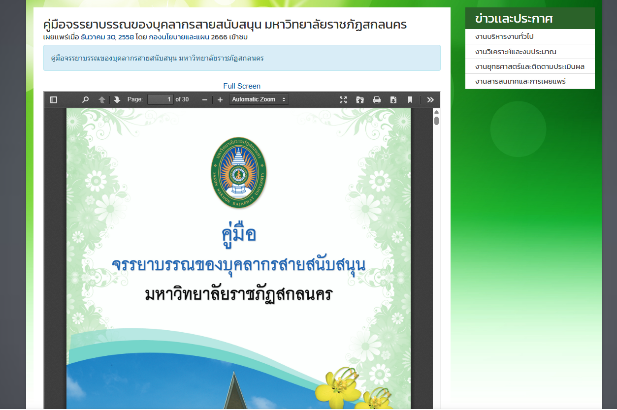 คู่มือจรรยาบรรณของบุคลากรสายสนับสนุน มหาวิทยาลัยราชภัฏสกลนคร
เผยแพร่เมื่อ ธันวาคม 30, 2558 โดย กองนโยบายและแผน 2666 เข้าชม
คู่มือจรรยาบรรณของบุคลากรสายสนับสนุน มหาวิทยาลัยราชภัฏสกลนคร
Full Screen
Page: 1 of 30 Automatic Zoom
คู่มือ
จรรยาบรรณของบุคลากรสายสนับสนุน
มหาวิทยาลัยราชภัฏสกลนคร
ข่าวและประกาศ
งานบริหารงานทั่วไป
งานวิเคราะห์และงบประมาณ
งานยุทธศาสตร์และติดตามประเมินผล
งานสารสนเทศและการเผยแพร่